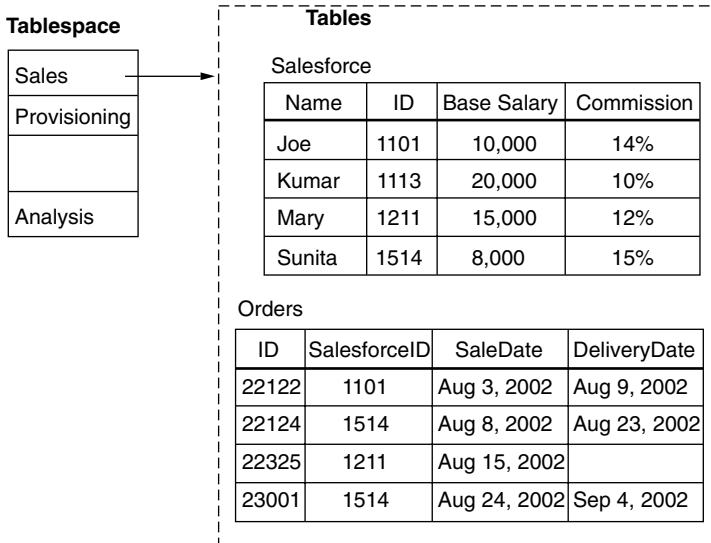 Tablespace
Sales
Provisioning
Analysis
Tables
Salesforce
Name ID Base Salary Commission
Joe 1101 10,000 14%
Kumar 1113 20,000 10%
Mary 1211 15,000 12%
Sunita 1514 8,000 15%
Orders
ID SalesforceID SaleDate DeliveryDate
22122 1101 Aug 3, 2002 Aug 9, 2002
22124 1514 Aug 8, 2002 Aug 23, 2002
22325 1211 Aug 15, 2002
23001 1514 Aug 24, 2002 Sep 4, 2002